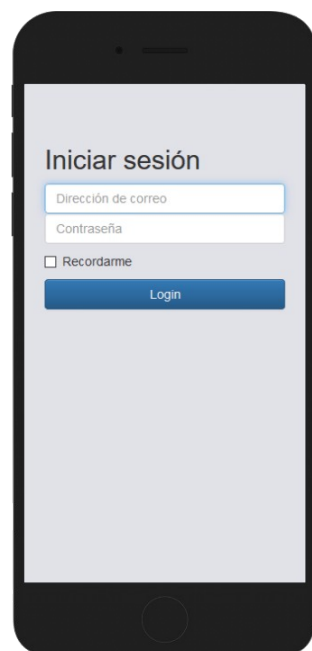 Iniciar sesión
Dirección de correo
Contraseña
Recordarme
Login